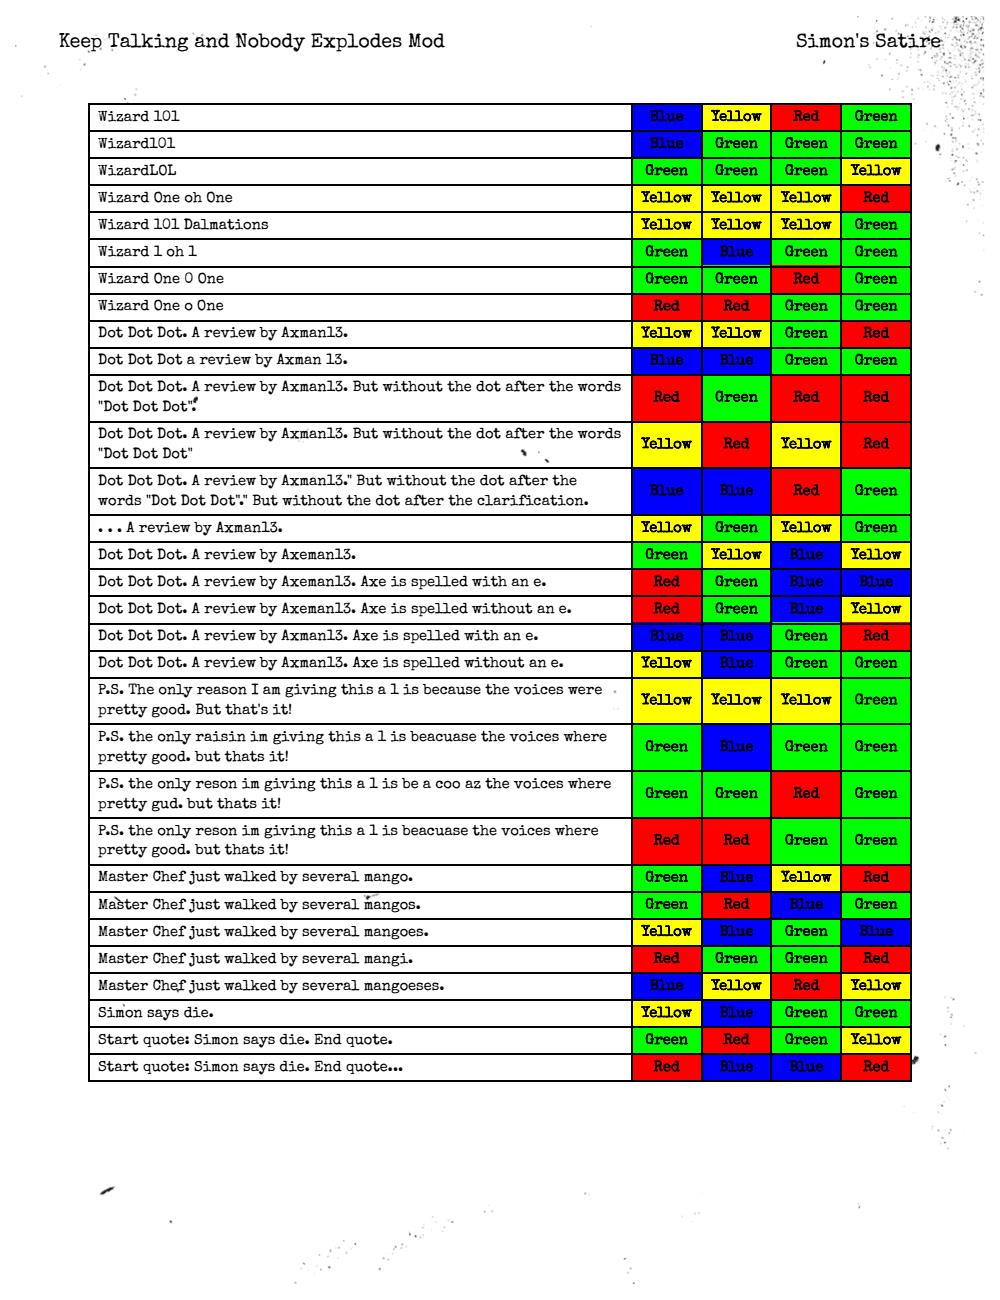 Keep Talking and Nobody Explodes Mod Simon's Satire
Wizard 101 Blue Yellow Red Green
Wizard101 Blue Green Green Green
WizardLOL Green Green Green Yellow
Wizard One oh One Yellow Yellow Yellow Red
Wizard 101 Dalmations Yellow Yellow Yellow Green
Wizard 1 oh 1 Green Blue Green Green
Wizard One 0 One Green Green Red Green
Wizard One o One Red Red Green Green
Dot Dot Dot. A review by Axman13. Yellow Yellow Green Red
Dot Dot Dot a review by Axman 13. Blue Blue Green Green
Dot Dot Dot. A review by Axman13. But without the dot after the words
"Dot Dot Dot". Red Green Red Red
Dot Dot Dot. A review by Axman13. But without the dot after the words
"Dot Dot Dot" Yellow Red Yellow Red
Dot Dot Dot. A review by Axman13." But without the dot after the
words "Dot Dot Dot"." But without the dot after the clarification. Blue Blue Red Green
... A review by Axman13. Yellow Green Yellow Green
Dot Dot Dot. A review by Axeman13. Green Yellow Blue Yellow
Dot Dot Dot. A review by Axeman13. Axe is spelled with an e. Red Green Blue Blue
Dot Dot Dot. A review by Axeman13. Axe is spelled without an e. Red Green Blue Yellow
Dot Dot Dot. A review by Axman13. Axe is spelled with an e. Blue Blue Green Red
Dot Dot Dot. A review by Axman13. Axe is spelled without an e. Yellow Blue Green Green
P.S. The only reason I am giving this a 1 is because the voices were
pretty good. But that's it! Yellow Yellow Yellow Green
P.S. the only raisin im giving this a 1 is beacuase the voices where
pretty good. but thats it! Green Blue Green Green
P.S. the only reson im giving this a 1 is be a coo az the voices where
pretty gud. but thats it! Green Green Red Green
P.S. the only reson im giving this a 1 is beacuase the voices where
pretty good. but thats it! Red Red Green Green
Master Chef just walked by several mango. Green Blue Yellow Red
Master Chef just walked by several mangos. Green Red Blue Green
Master Chef just walked by several mangoes. Yellow Blue Green Blue
Master Chef just walked by several mangi. Red Green Green Red
Master Chef just walked by several mangoeses. Blue Yellow Red Yellow
Simon says die. Yellow Blue Green Green
Start quote: Simon says die. End quote. Green Red Green Yellow
Start quote: Simon says die. End quote... Red Blue Blue Red